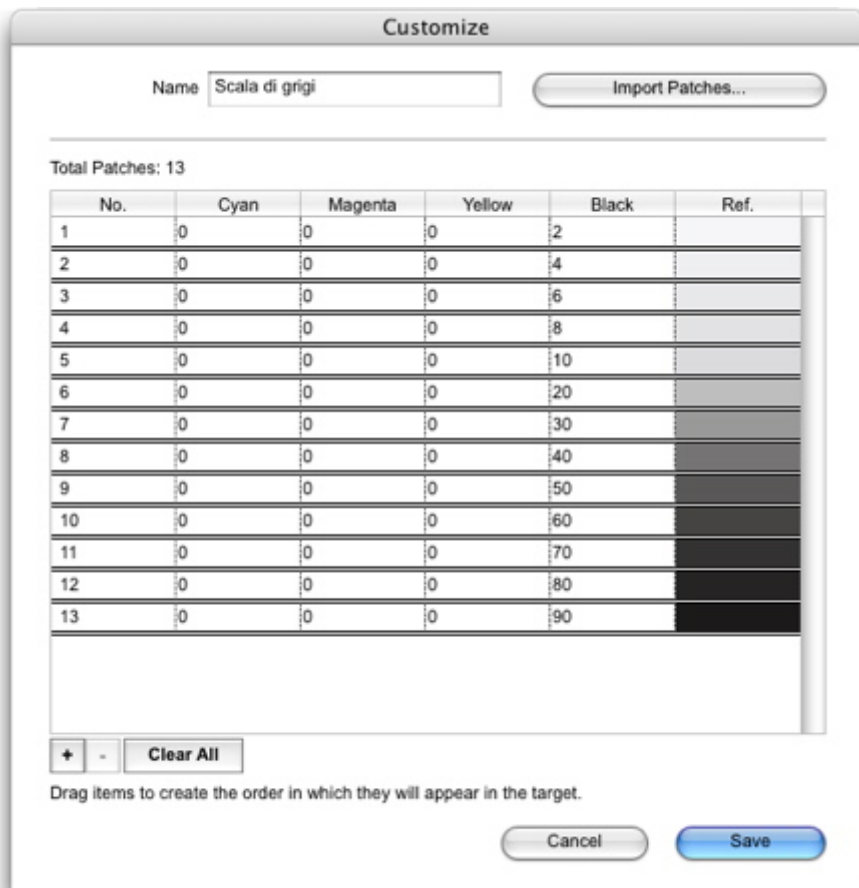 Customize
Name Scala di grigi Import Patches...
Total Patches: 13
No. Cyan Magenta Yellow Black Ref.
1 0 0 0 2
2 0 0 0 4
3 0 0 0 6
4 0 0 0 8
5 0 0 0 10
6 0 0 0 20
7 0 0 0 30
8 0 0 0 40
9 0 0 0 50
10 0 0 0 60
11 0 0 0 70
12 0 0 0 80
13 0 0 0 90
+ - Clear All
Drag items to create the order in which they will appear in the target.
Cancel Save